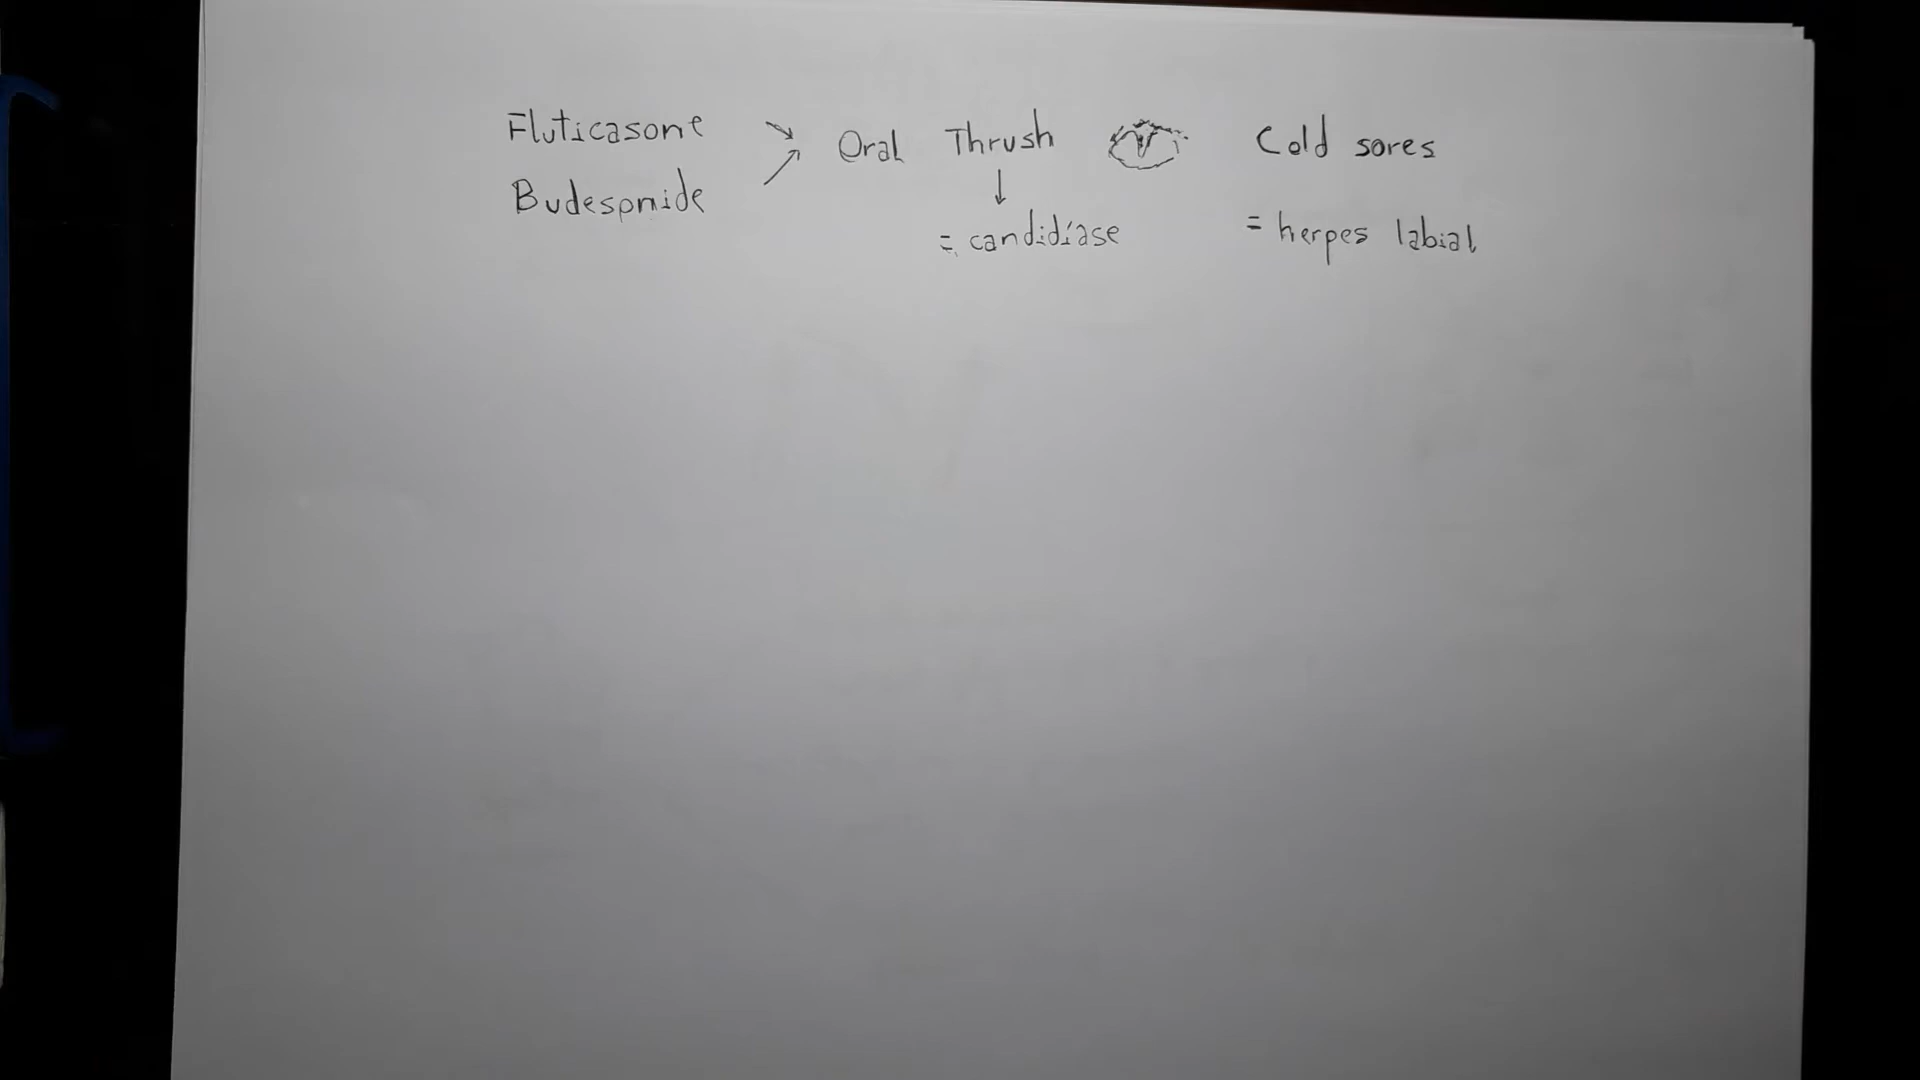 Fluticasone Oral Thrush V Cold sores
Budesonide
= candidíase = herpes labial